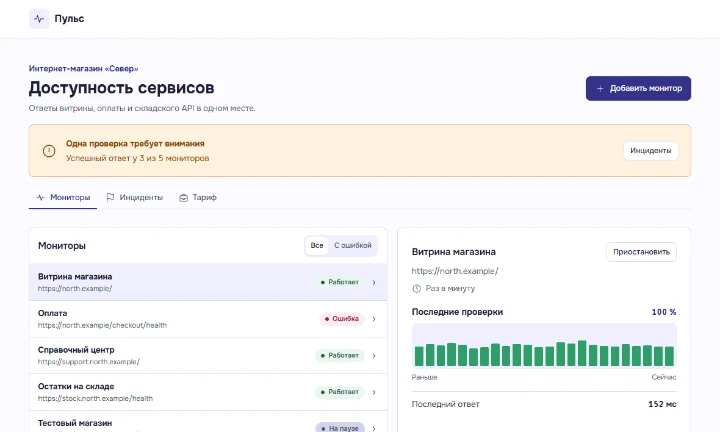 Пульс
Интернет-магазин «Север»
Доступность сервисов
Ответы витрины, оплаты и складского API в одном месте.
Добавить монитор
Одна проверка требует внимания
Успешный ответ у 3 из 5 мониторов
Инциденты
Мониторы
Инциденты
Тариф
Мониторы
Все
С ошибкой
Витрина магазина
https://north.example/
Работает
Оплата
https://north.example/checkout/health
Ошибка
Справочный центр
https://support.north.example/
Работает
Остатки на складе
https://stock.north.example/health
Работает
Тестовый магазин
На паузе
Витрина магазина
Приостановить
https://north.example/
Раз в минуту
Последние проверки
100 %
Раньше
Сейчас
Последний ответ
152 мс